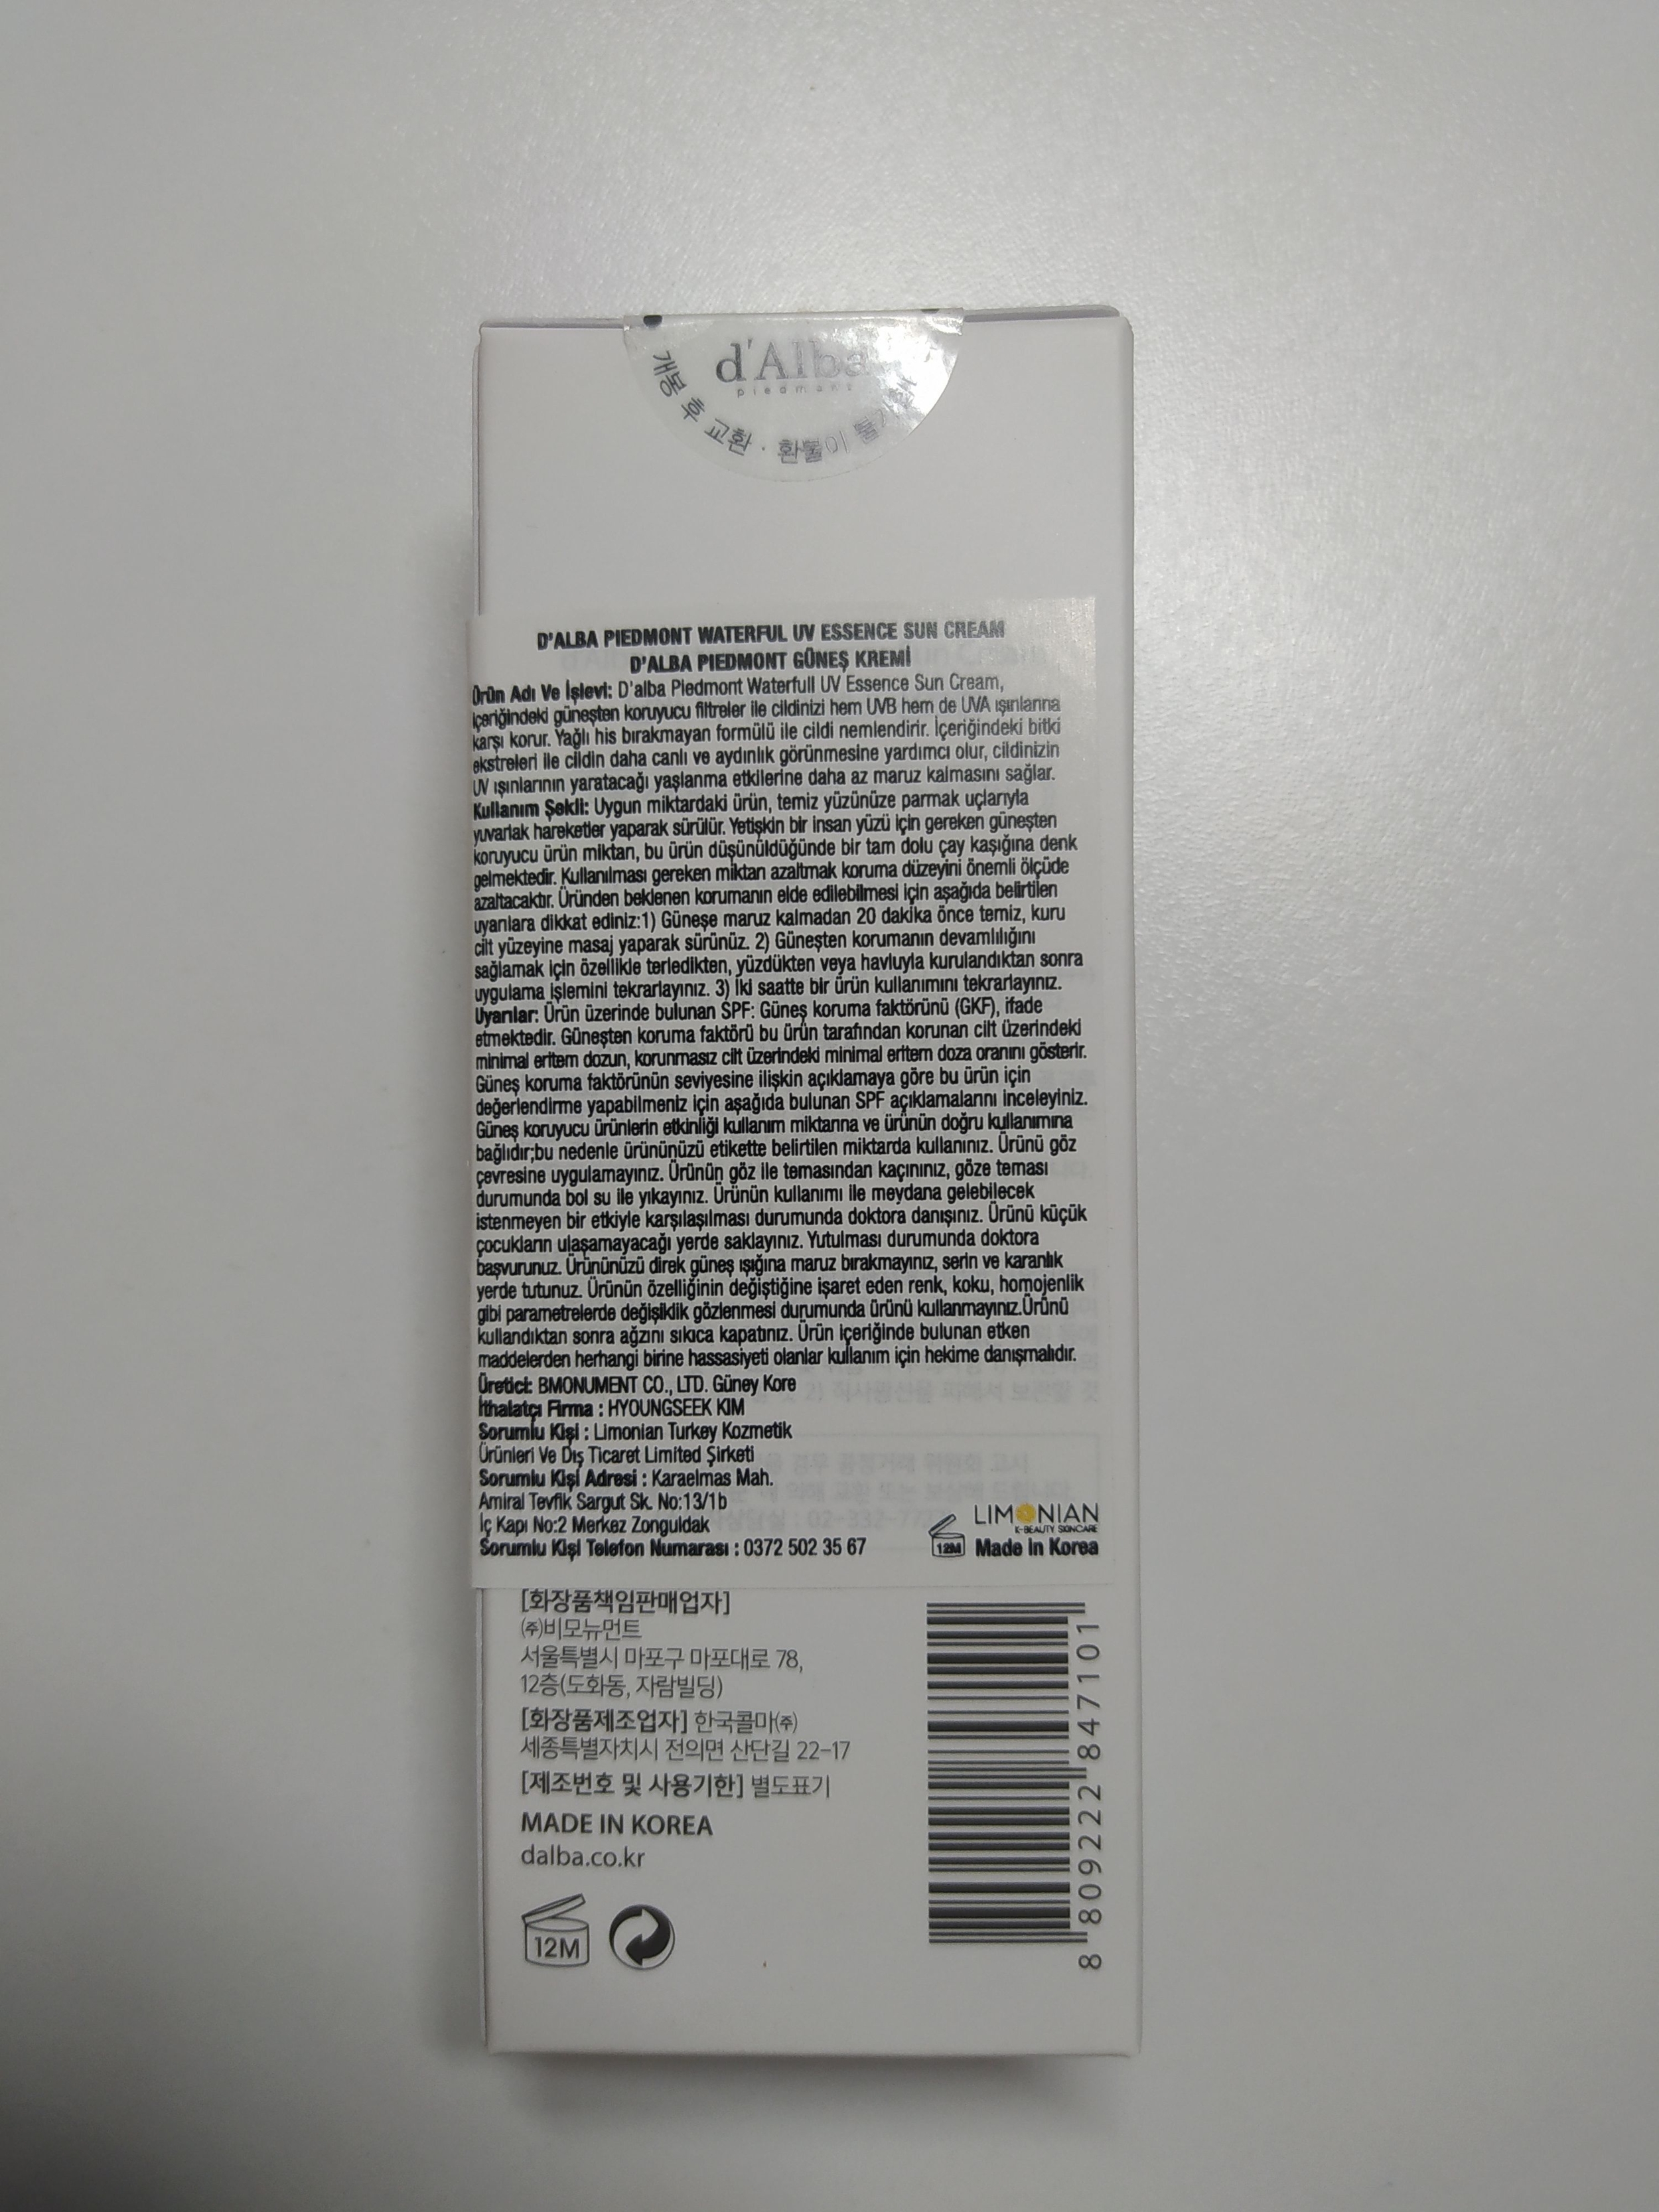 d'Alba
piedmont
개봉 후 교환 · 환불이
D'ALBA PIEDMONT WATERFUL UV ESSENCE SUN CREAM
D'ALBA PIEDMONT GÜNEŞ KREMİ
Ürün Adı Ve İşlevi: D'alba Piedmont Waterfull UV Essence Sun Cream,
içeriğindeki güneşten koruyucu filtreler ile cildinizi hem UVB hem de UVA ışınlarına
karşı korur. Yağlı his bırakmayan formülü ile cildi nemlendirir. İçeriğindeki bitki
ekstreleri ile cildin daha canlı ve aydınlık görünmesine yardımcı olur, cildinizin
UV ışınlarının yaratacağı yaşlanma etkilerine daha az maruz kalmasını sağlar.
Kullanım Şekli: Uygun miktardaki ürün, temiz yüzünüze parmak uçlarıyla
yuvarlak hareketler yaparak sürülür. Yetişkin bir insan yüzü için gereken güneşten
koruyucu ürün miktarı, bu ürün düşünüldüğünde bir tam dolu çay kaşığına denk
gelmektedir. Kullanılması gereken miktarı azaltmak koruma düzeyini önemli ölçüde
azaltacaktır. Üründen beklenen korumanın elde edilebilmesi için aşağıda belirtilen
uyarılara dikkat ediniz:1) Güneşe maruz kalmadan 20 dakika önce temiz, kuru
cilt yüzeyine masaj yaparak sürünüz. 2) Güneşten korumanın devamlılığını
sağlamak için özellikle terledikten, yüzdükten veya havluyla kurulandıktan sonra
uygulama işlemini tekrarlayınız. 3) İki saatte bir ürün kullanımını tekrarlayınız.
Uyarılar: Ürün üzerinde bulunan SPF: Güneş koruma faktörünü (GKF), ifade
etmektedir. Güneşten koruma faktörü bu ürün tarafından korunan cilt üzerindeki
minimal eritem dozun, korunmasız cilt üzerindeki minimal eritem doza oranını gösterir.
Güneş koruma faktörünün seviyesine ilişkin açıklamaya göre bu ürün için
değerlendirme yapabilmeniz için aşağıda bulunan SPF açıklamalarını inceleyiniz.
Güneş koruyucu ürünlerin etkinliği kullanım miktarına ve ürünün doğru kullanımına
bağlıdır;bu nedenle ürününüzü etikette belirtilen miktarda kullanınız. Ürünü göz
çevresine uygulamayınız. Ürünün göz ile temasından kaçınınız, göze teması
durumunda bol su ile yıkayınız. Ürünün kullanımı ile meydana gelebilecek
istenmeyen bir etkiyle karşılaşılması durumunda doktora danışınız. Ürünü küçük
çocukların ulaşamayacağı yerde saklayınız. Yutulması durumunda doktora
başvurunuz. Ürününüzü direk güneş ışığına maruz bırakmayınız, serin ve karanlık
yerde tutunuz. Ürünün özelliğinin değiştiğine işaret eden renk, koku, homojenlik
gibi parametrelerde değişiklik gözlenmesi durumunda ürünü kullanmayınız.Ürünü
kullandıktan sonra ağzını sıkıca kapatınız. Ürün içeriğinde bulunan etken
maddelerden herhangi birine hassasiyeti olanlar kullanım için hekime danışmalıdır.
Üretici: BMONUMENT CO., LTD. Güney Kore
İthalatçı Firma : HYOUNGSEEK KIM
Sorumlu Kişi : Limonian Turkey Kozmetik
Ürünleri Ve Dış Ticaret Limited Şirketi
Sorumlu Kişi Adresi : Karaelmas Mah.
Amiral Tevfik Sargut Sk. No:13/1b
İç Kapı No:2 Merkez Zonguldak
Sorumlu Kişi Telefon Numarası : 0372 502 35 67
LIMONIAN
K-BEAUTY SKINCARE
12M Made in Korea
[화장품책임판매업자]
㈜비모뉴먼트
서울특별시 마포구 마포대로 78,
12층(도화동, 자람빌딩)
[화장품제조업자] 한국콜마㈜
세종특별자치시 전의면 산단길 22-17
[제조번호 및 사용기한] 별도표기
MADE IN KOREA
dalba.co.kr
12M
8 809222 847101